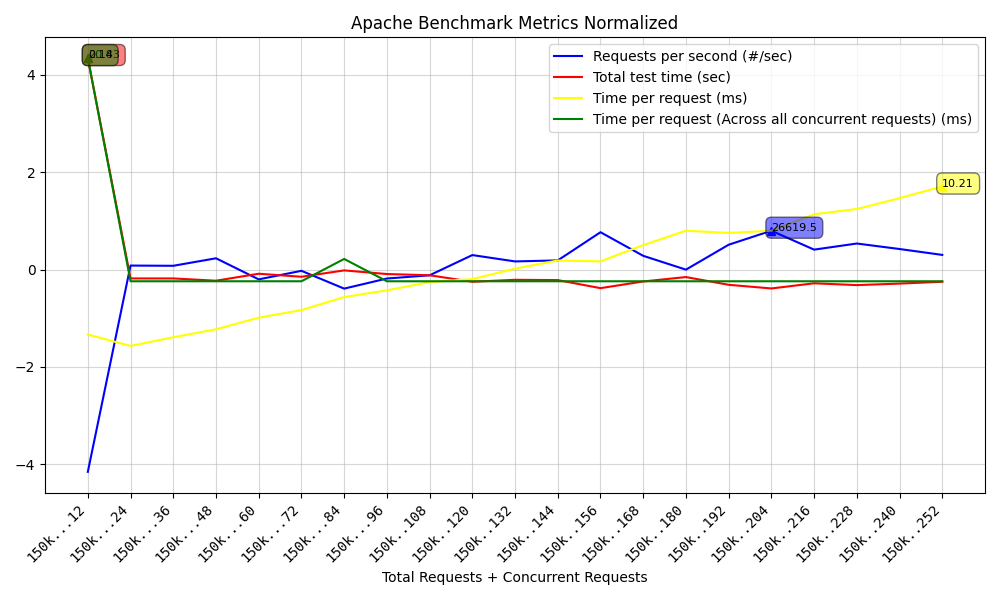 Apache Benchmark Metrics Normalized
Requests per second (#/sec)
Total test time (sec)
Time per request (ms)
Time per request (Across all concurrent requests) (ms)
10.21
26619.5
4
2
0
−2
−4
150k...12
150k...24
150k...36
150k...48
150k...60
150k...72
150k...84
150k...96
150k...108
150k...120
150k...132
150k...144
150k...156
150k...168
150k...180
150k...192
150k...204
150k...216
150k...228
150k...240
150k...252
Total Requests + Concurrent Requests